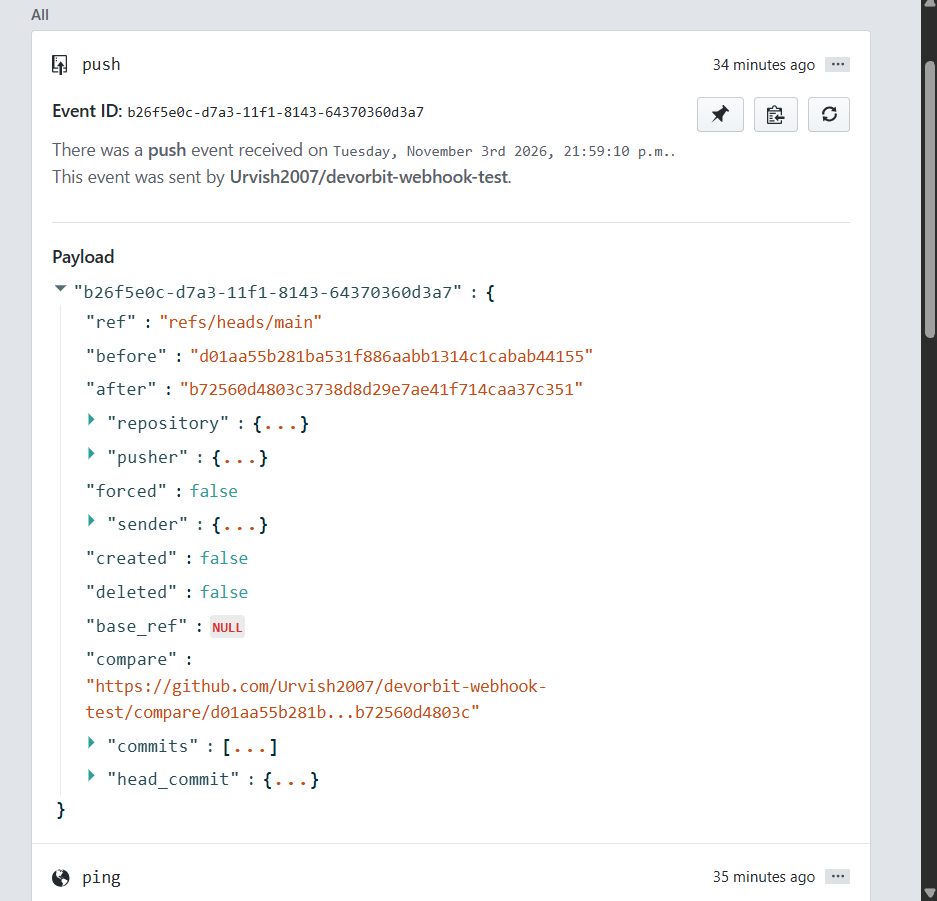 All
push 34 minutes ago
Event ID: b26f5e0c-d7a3-11f1-8143-64370360d3a7
There was a push event received on Tuesday, November 3rd 2026, 21:59:10 p.m..
This event was sent by Urvish2007/devorbit-webhook-test.
Payload
"b26f5e0c-d7a3-11f1-8143-64370360d3a7" : {
"ref" : "refs/heads/main"
"before" : "d01aa55b281ba531f886aabb1314c1cabab44155"
"after" : "b72560d4803c3738d8d29e7ae41f714caa37c351"
"repository" : {...}
"pusher" : {...}
"forced" : false
"sender" : {...}
"created" : false
"deleted" : false
"base_ref" : NULL
"compare" :
"https://github.com/Urvish2007/devorbit-webhook-
test/compare/d01aa55b281b...b72560d4803c"
"commits" : [...]
"head_commit" : {...}
}
ping 35 minutes ago